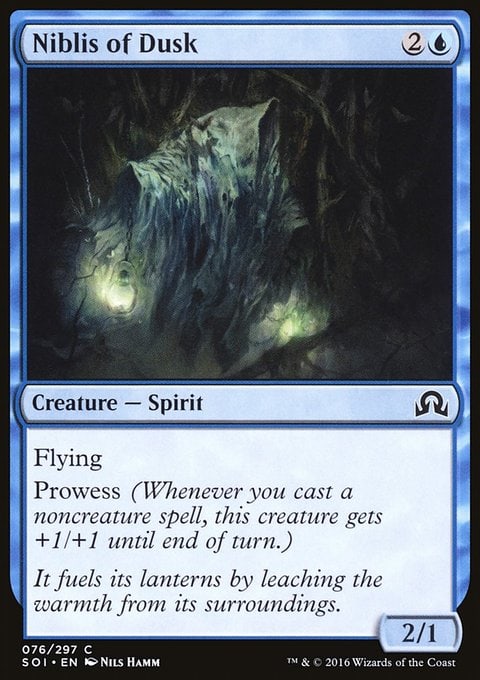 Niblis of Dusk 2
Creature — Spirit
Flying
Prowess (Whenever you cast a
noncreature spell, this creature gets
+1/+1 until end of turn.)
It fuels its lanterns by leaching the
warmth from its surroundings.
2/1
076/297 C
SOI • EN Nils Hamm
™ & © 2016 Wizards of the Coast